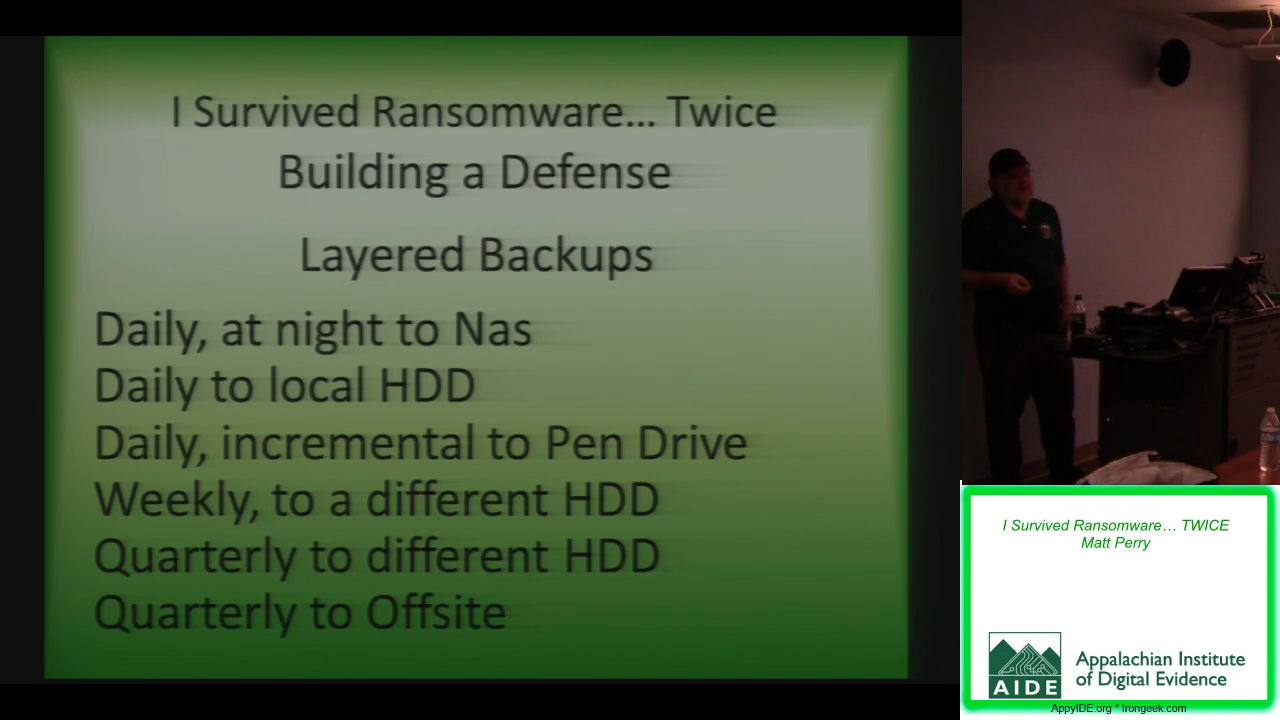 I Survived Ransomware... Twice
Building a Defense
Layered Backups
Daily, at night to Nas
Daily to local HDD
Daily, incremental to Pen Drive
Weekly, to a different HDD
Quarterly to different HDD
Quarterly to Offsite
I Survived Ransomware… TWICE
Matt Perry
AIDE
Appalachian Institute
of Digital Evidence
AppyIDE.org * Irongeek.com